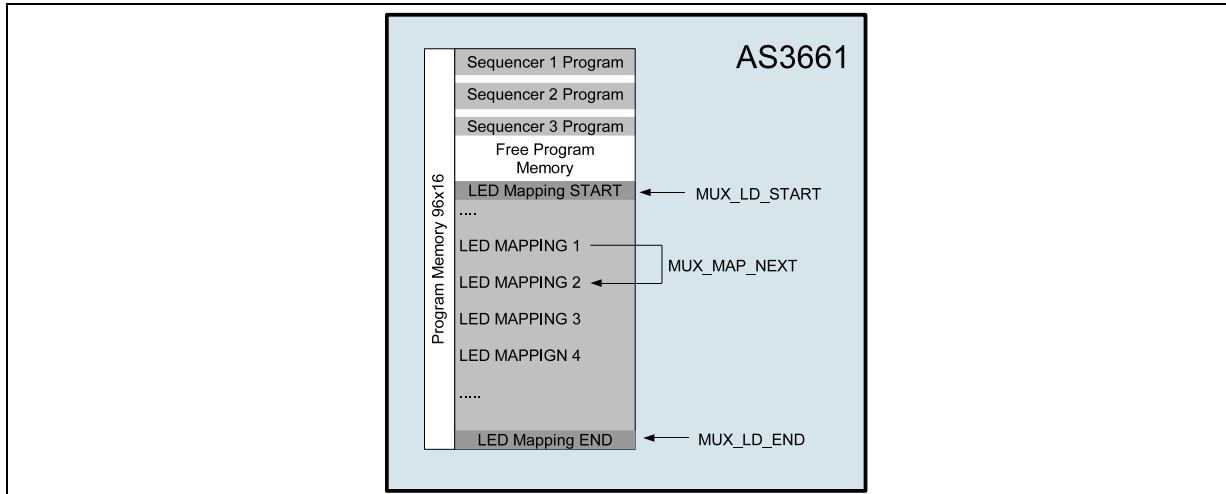 AS3661
Program Memory 96x16
Sequencer 1 Program
Sequencer 2 Program
Sequencer 3 Program
Free Program
Memory
LED Mapping START
MUX_LD_START
....
LED MAPPING 1
MUX_MAP_NEXT
LED MAPPING 2
LED MAPPING 3
LED MAPPIGN 4
.....
LED Mapping END
MUX_LD_END